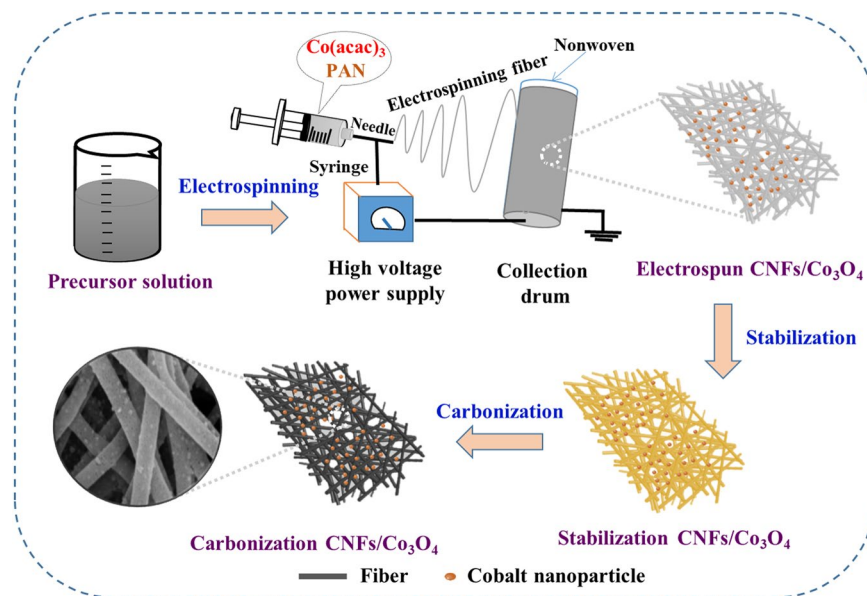 Co(acac)₃
PAN
Needle
Syringe
Electrospinning fiber
Nonwoven
Electrospinning
Precursor solution
High voltage
power supply
Collection
drum
Electrospun CNFs/Co₃O₄
Stabilization
Carbonization
Carbonization CNFs/Co₃O₄
Stabilization CNFs/Co₃O₄
Fiber
Cobalt nanoparticle